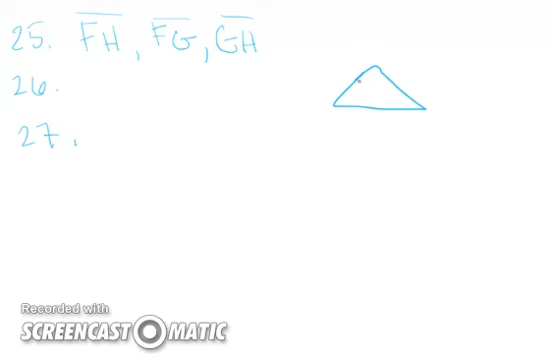 25. FH, FG, GH
26.
27.
Recorded with
SCREENCAST MATIC